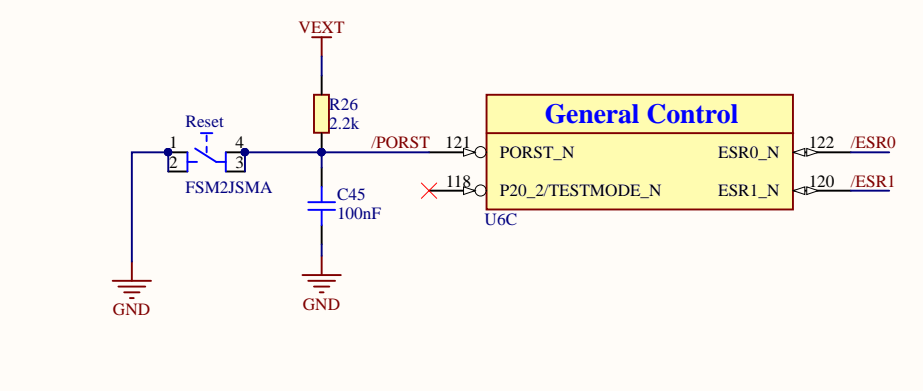 VEXT
R26
2.2k
Reset
1
4
2
3
FSM2JSMA
/PORST
121
General Control
PORST_N
ESR0_N
122
/ESR0
118
P20_2/TESTMODE_N
ESR1_N
120
/ESR1
U6C
C45
100nF
GND
GND